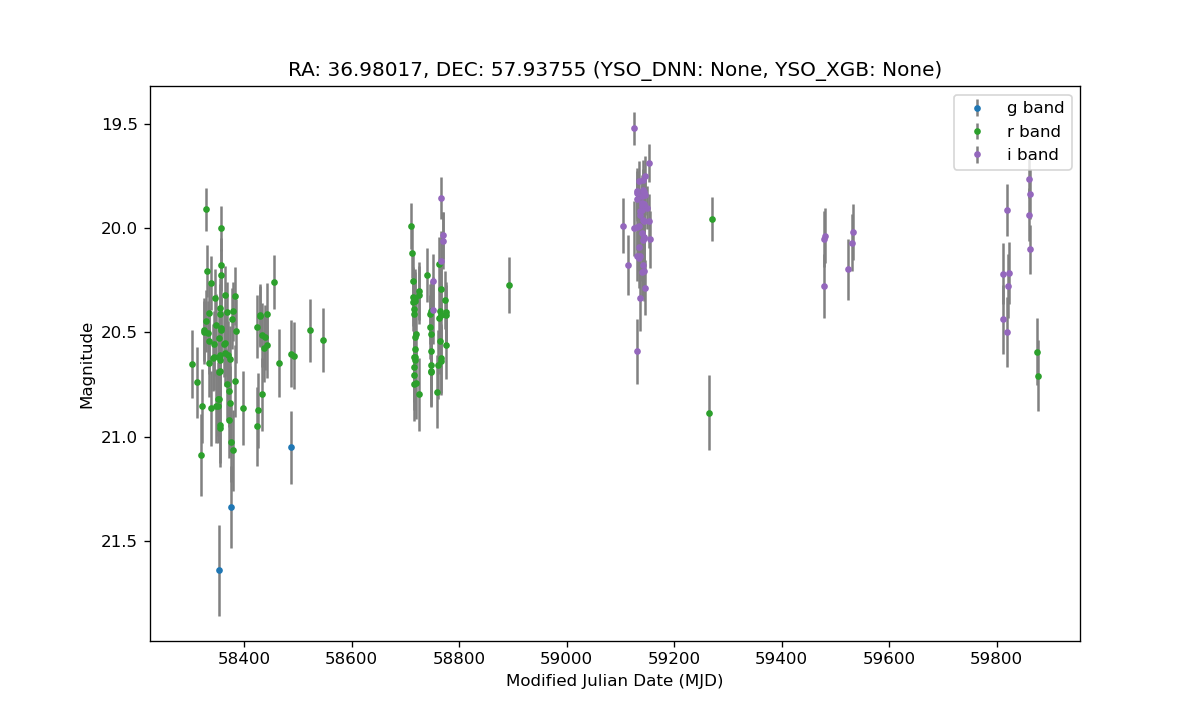 RA: 36.98017, DEC: 57.93755 (YSO_DNN: None, YSO_XGB: None)
g band
r band
i band
19.5
20.0
20.5
21.0
21.5
Magnitude
58400 58600 58800 59000 59200 59400 59600 59800
Modified Julian Date (MJD)